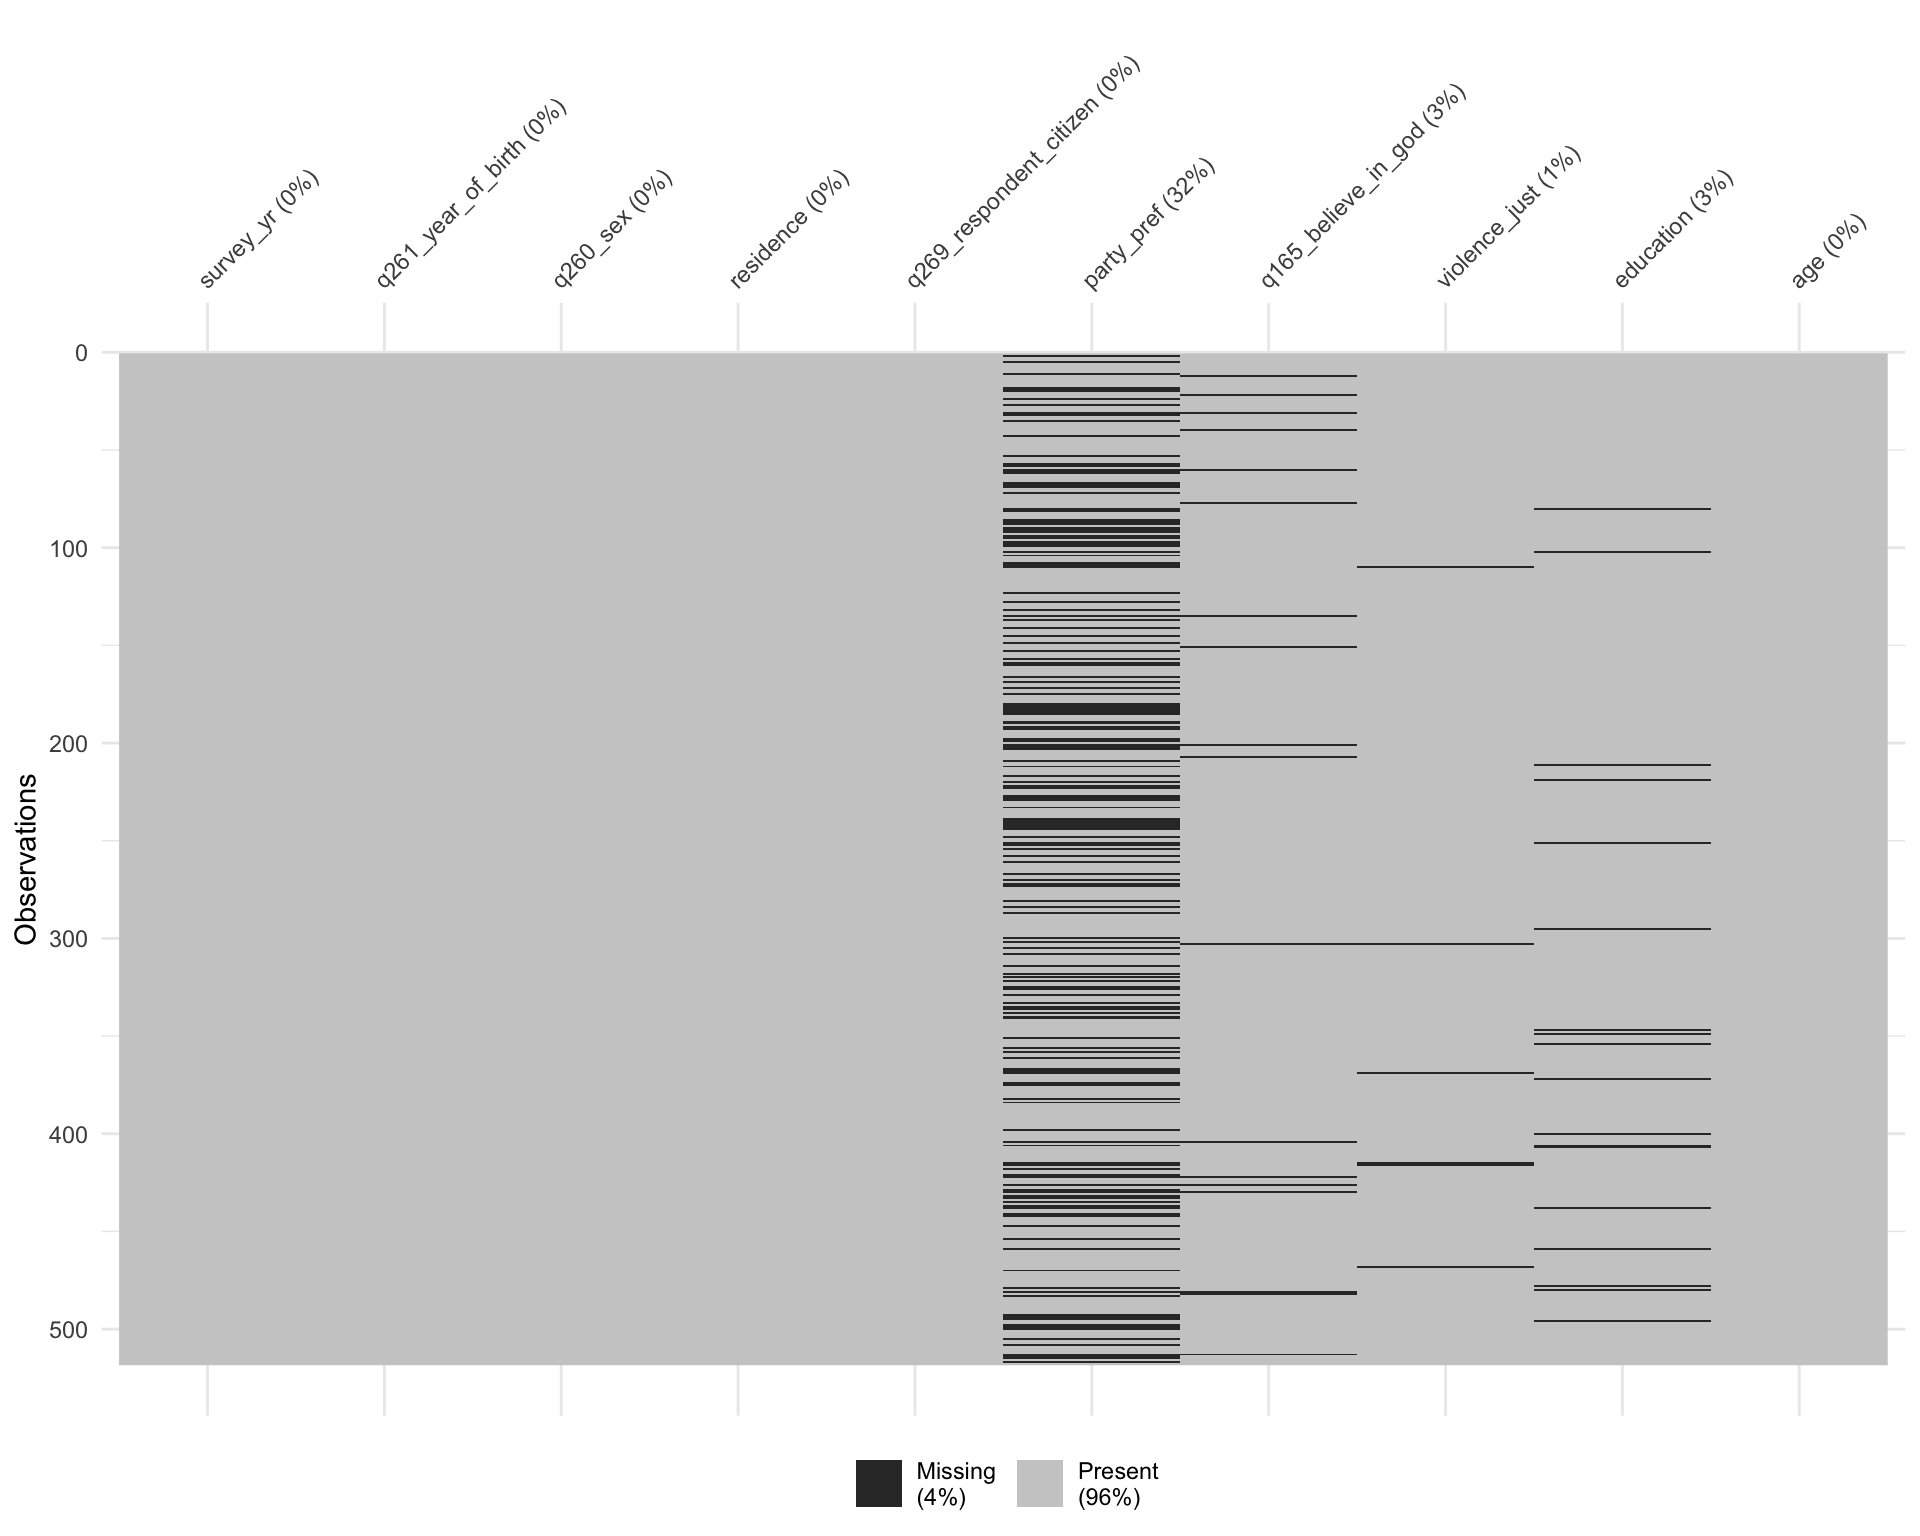 survey_yr (0%)
q261_year_of_birth (0%)
q260_sex (0%)
residence (0%)
q269_respondent_citizen (0%)
party_pref (32%)
q165_believe_in_god (3%)
violence_just (1%)
education (3%)
age (0%)
0
100
200
300
400
500
Observations
Missing
(4%)
Present
(96%)